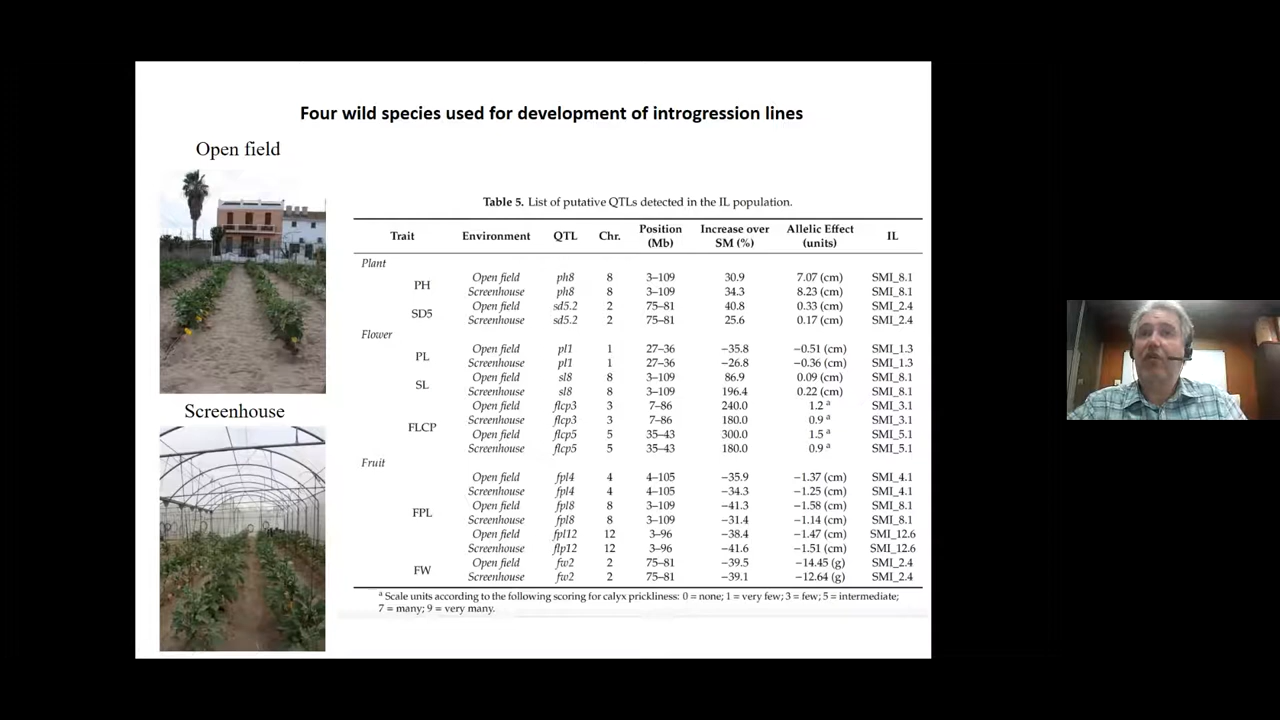 Four wild species used for development of introgression lines
Open field
Screenhouse
Table 5. List of putative QTLs detected in the IL population.
Trait Environment QTL Chr. Position (Mb) Increase over SM (%) Allelic Effect (units) IL
Plant
PH
Open field ph8 8 3–109 30.9 7.07 (cm) SMI_8.1
Screenhouse ph8 8 3–109 34.3 8.23 (cm) SMI_8.1
SD5
Open field sd5.2 2 75–81 40.8 0.33 (cm) SMI_2.4
Screenhouse sd5.2 2 75–81 25.6 0.17 (cm) SMI_2.4
Flower
PL
Open field pl1 1 27–36 −35.8 −0.51 (cm) SMI_1.3
Screenhouse pl1 1 27–36 −26.8 −0.36 (cm) SMI_1.3
SL
Open field sl8 8 3–109 86.9 0.09 (cm) SMI_8.1
Screenhouse sl8 8 3–109 196.4 0.22 (cm) SMI_8.1
FLCP
Open field flcp3 3 7–86 240.0 1.2 a SMI_3.1
Screenhouse flcp3 3 7–86 180.0 0.9 a SMI_3.1
Open field flcp5 5 35–43 300.0 1.5 a SMI_5.1
Screenhouse flcp5 5 35–43 180.0 0.9 a SMI_5.1
Fruit
FPL
Open field fpl4 4 4–105 −35.9 −1.37 (cm) SMI_4.1
Screenhouse fpl4 4 4–105 −34.3 −1.25 (cm) SMI_4.1
Open field fpl8 8 3–109 −41.3 −1.58 (cm) SMI_8.1
Screenhouse fpl8 8 3–109 −31.4 −1.14 (cm) SMI_8.1
Open field fpl12 12 3–96 −38.4 −1.47 (cm) SMI_12.6
Screenhouse flp12 12 3–96 −41.6 −1.51 (cm) SMI_12.6
FW
Open field fw2 2 75–81 −39.5 −14.45 (g) SMI_2.4
Screenhouse fw2 2 75–81 −39.1 −12.64 (g) SMI_2.4
a Scale units according to the following scoring for calyx prickliness: 0 = none; 1 = very few; 3 = few; 5 = intermediate;
7 = many; 9 = very many.